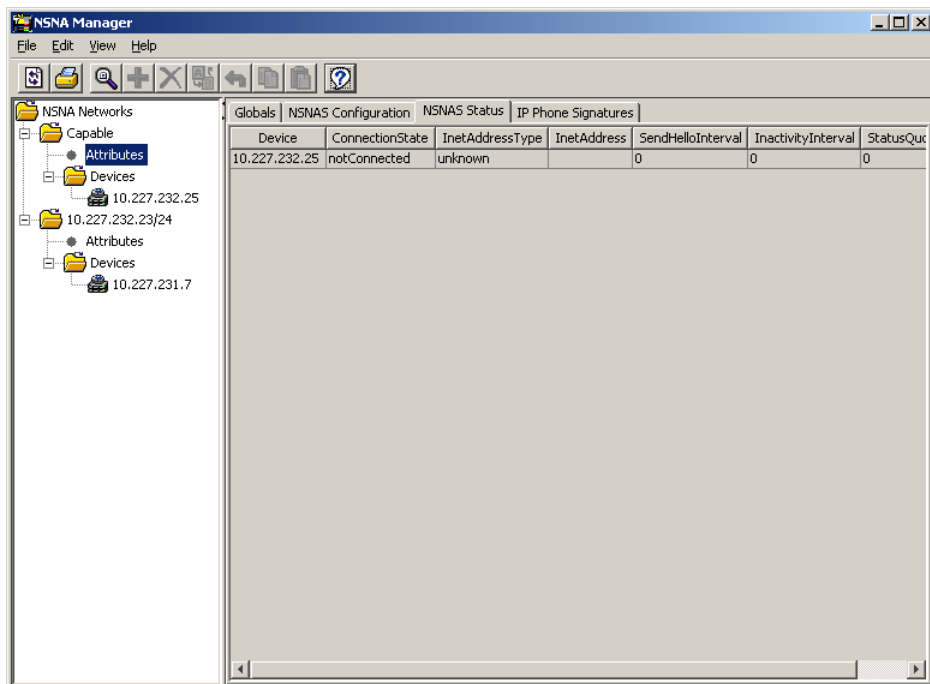 NSNA Manager
File Edit View Help
NSNA Networks
Capable
Attributes
Devices
10.227.232.25
10.227.232.23/24
Attributes
Devices
10.227.231.7
Globals NSNAS Configuration NSNAS Status IP Phone Signatures
Device ConnectionState InetAddressType InetAddress SendHelloInterval InactivityInterval StatusQuo
10.227.232.25 notConnected unknown 0 0 0